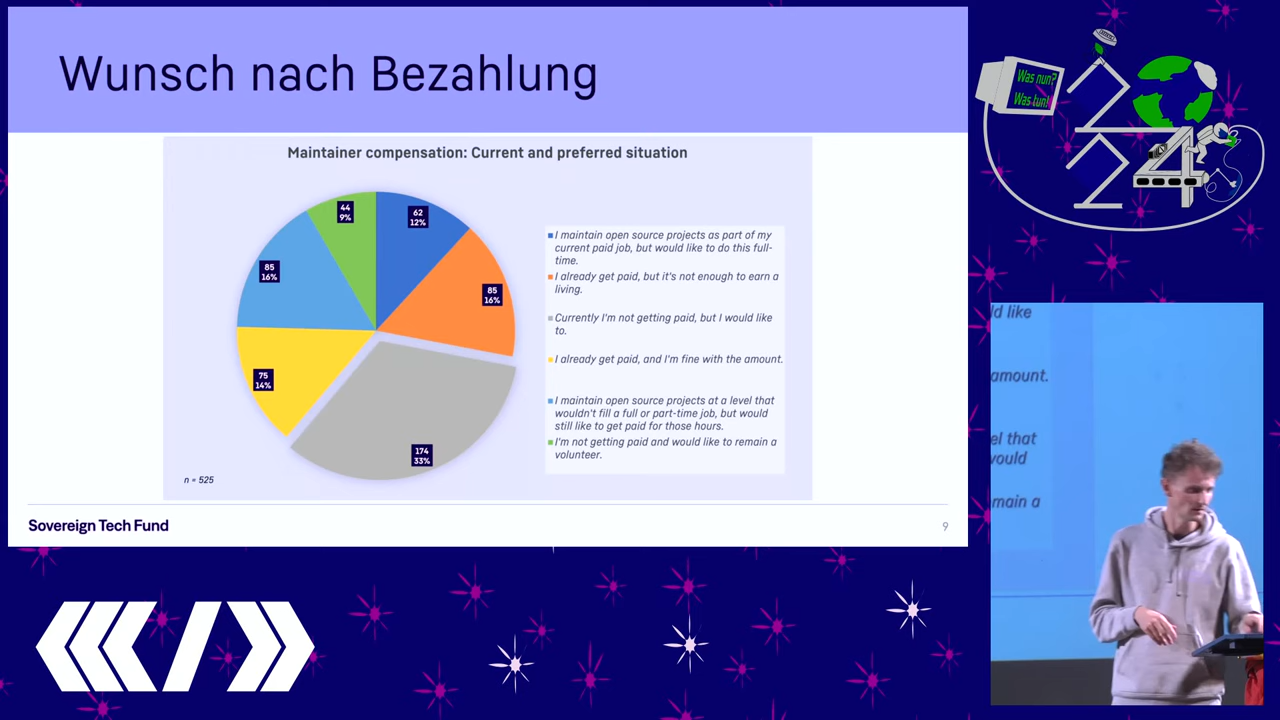 Wunsch nach Bezahlung
Maintainer compensation: Current and preferred situation
44
9%
62
12%
85
16%
85
16%
75
14%
174
33%
I maintain open source projects as part of my
current paid job, but would like to do this full-
time.
I already get paid, but it's not enough to earn a
living.
Currently I'm not getting paid, but I would like
to.
I already get paid, and I'm fine with the amount.
I maintain open source projects at a level that
wouldn't fill a full or part-time job, but would
still like to get paid for those hours.
I'm not getting paid and would like to remain a
volunteer.
n = 525
Sovereign Tech Fund
9
Was nun?
Was tun!
2024
ld like
amount.
el that
vould
main a